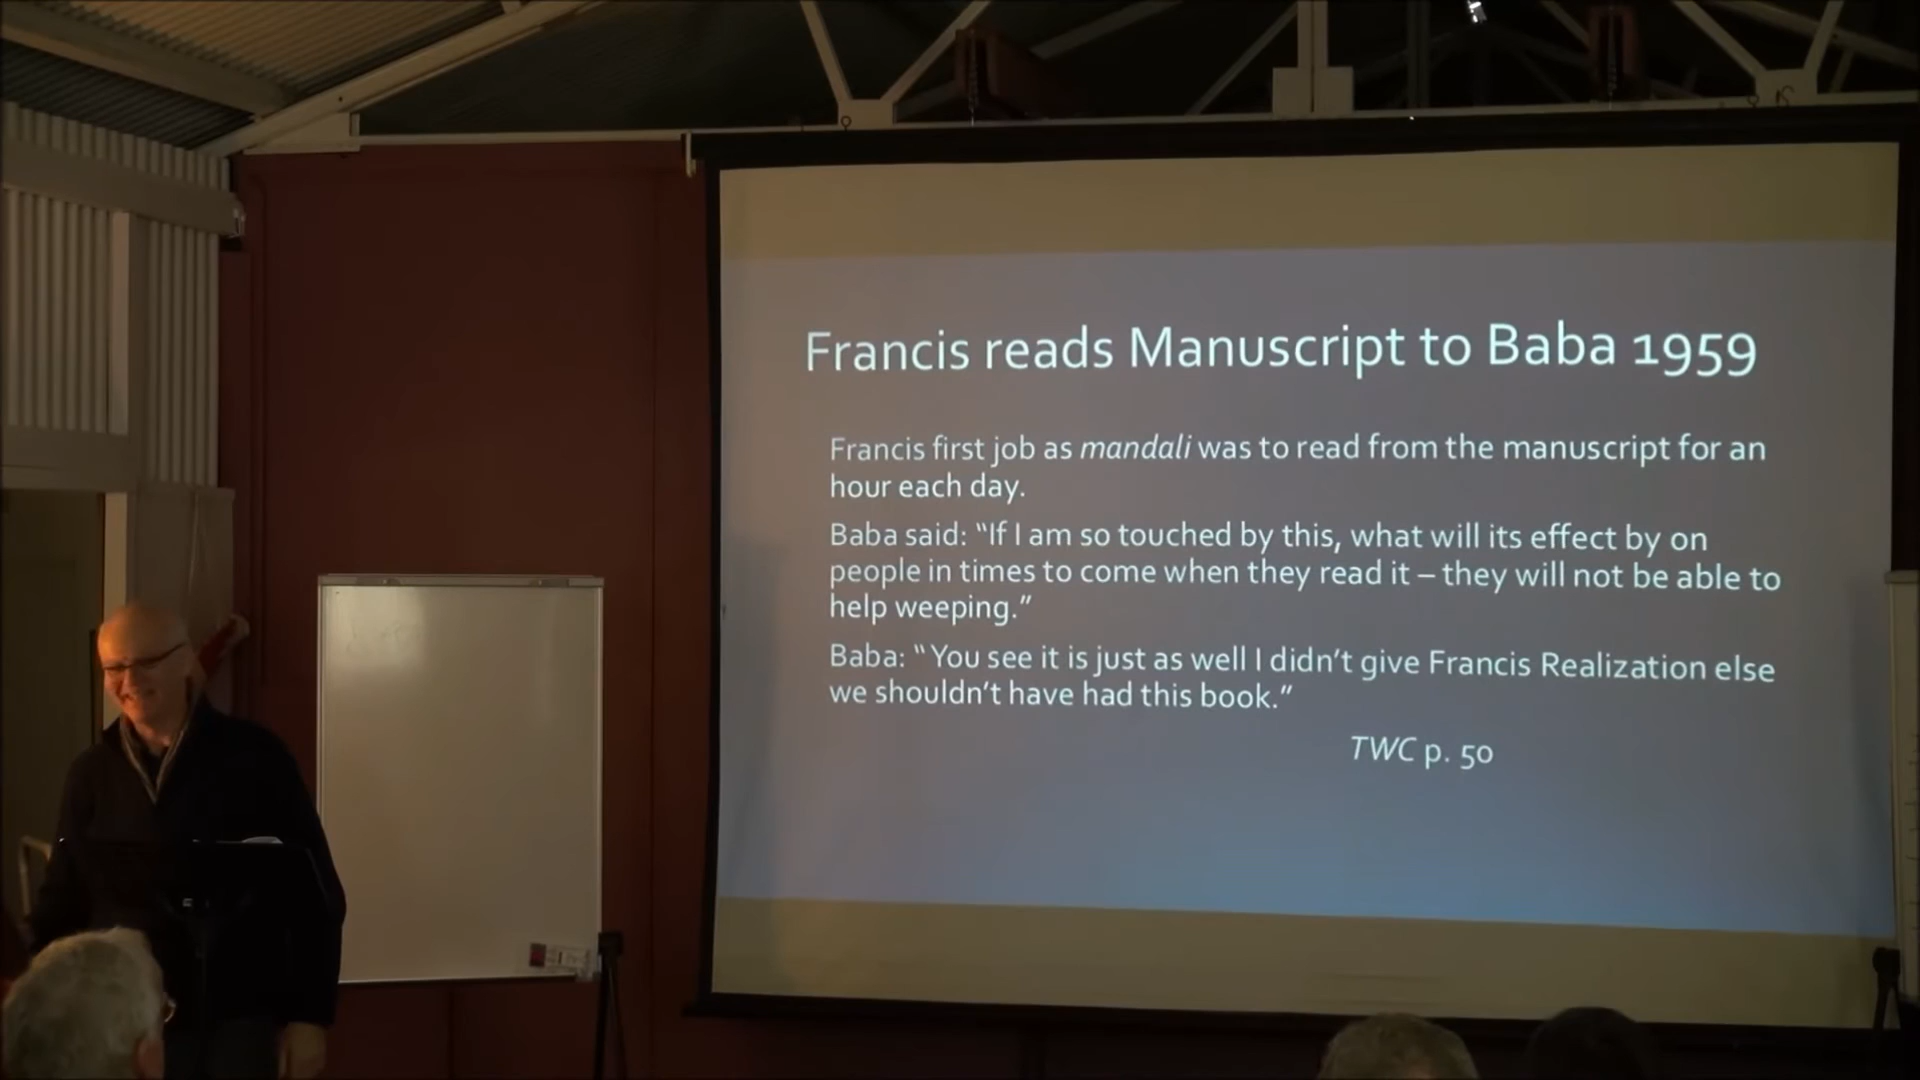 Francis reads Manuscript to Baba 1959
Francis first job as mandali was to read from the manuscript for an
hour each day.
Baba said: “If I am so touched by this, what will its effect by on
people in times to come when they read it – they will not be able to
help weeping.”
Baba: “ You see it is just as well I didn’t give Francis Realization else
we shouldn’t have had this book.”
TWC p. 50